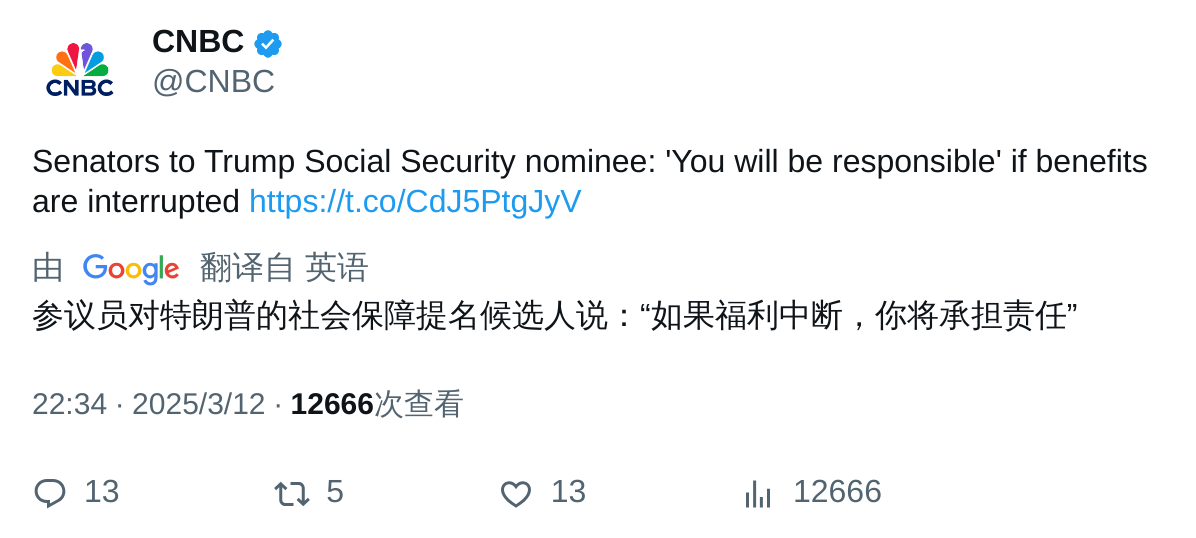 CNBC
CNBC
@CNBC
Senators to Trump Social Security nominee: 'You will be responsible' if benefits
are interrupted https://t.co/CdJ5PtgJyV
由 Google 翻译自 英语
参议员对特朗普的社会保障提名候选人说：“如果福利中断，你将承担责任”
22:34 · 2025/3/12 · 12666次查看
13 5 13 12666